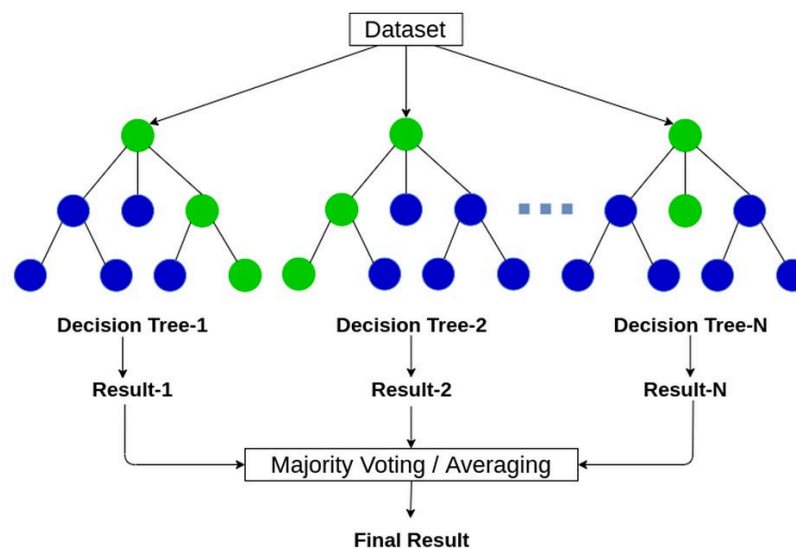 Dataset
Decision Tree-1
Decision Tree-2
Decision Tree-N
Result-1
Result-2
Result-N
Majority Voting / Averaging
Final Result